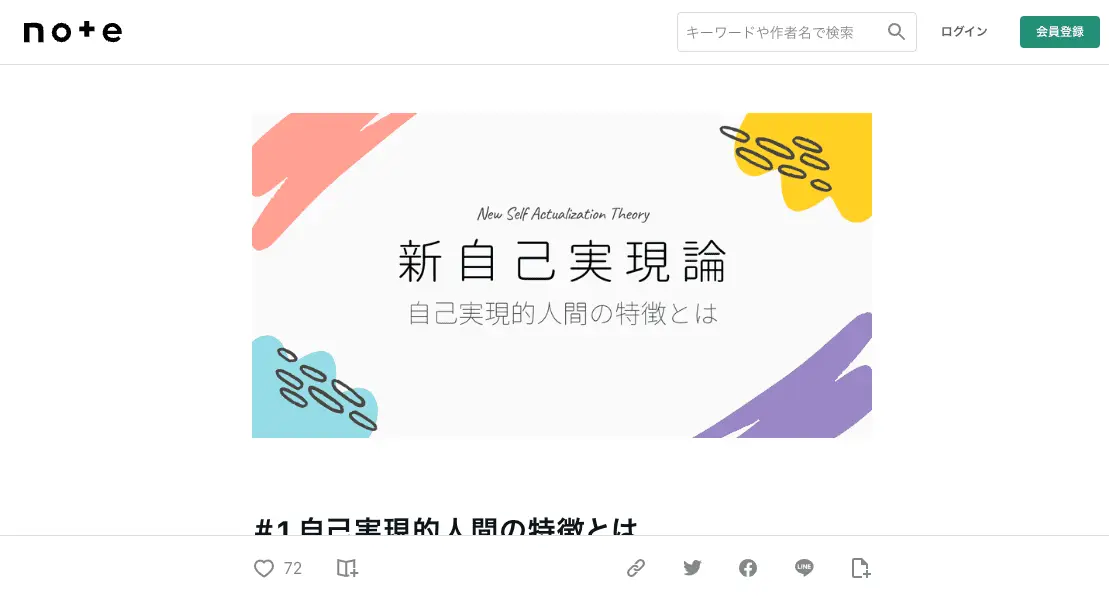 note
キーワードや作者名で検索
ログイン
会員登録
New Self Actualization Theory
新自己実現論
自己実現的人間の特徴とは
#1 自己実現的人間の特徴とは
72
LINE